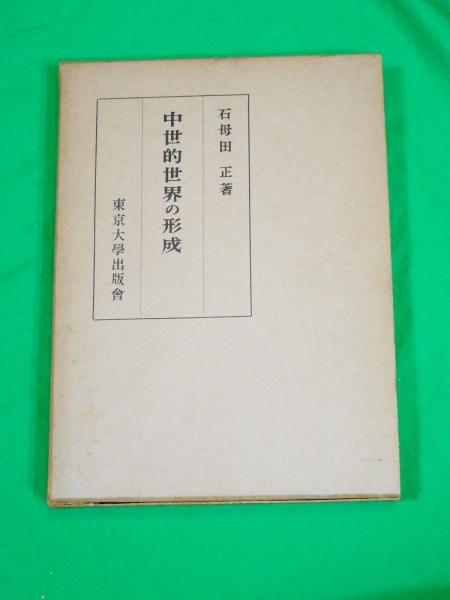 石母田 正著
中世的世界の形成
東京大學出版會